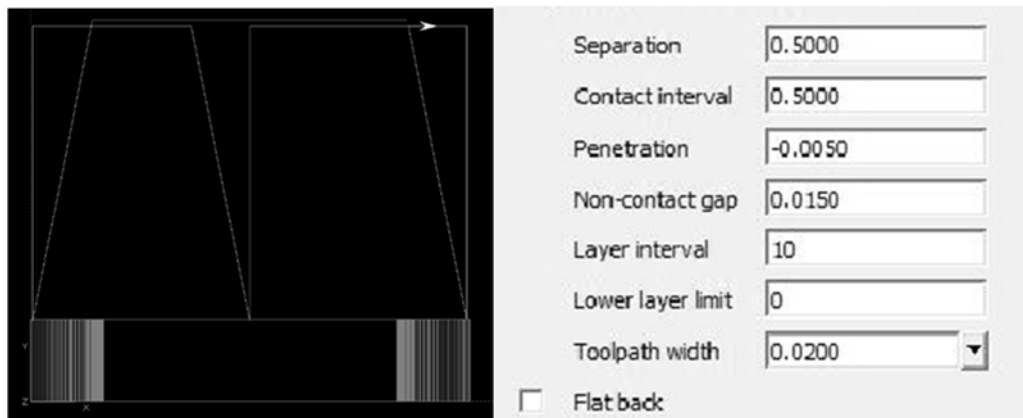 Separation 0.5000
Contact interval 0.5000
Penetration -0.0050
Non-contact gap 0.0150
Layer interval 10
Lower layer limit 0
Toolpath width 0.0200
Flat back
Y
Z
X